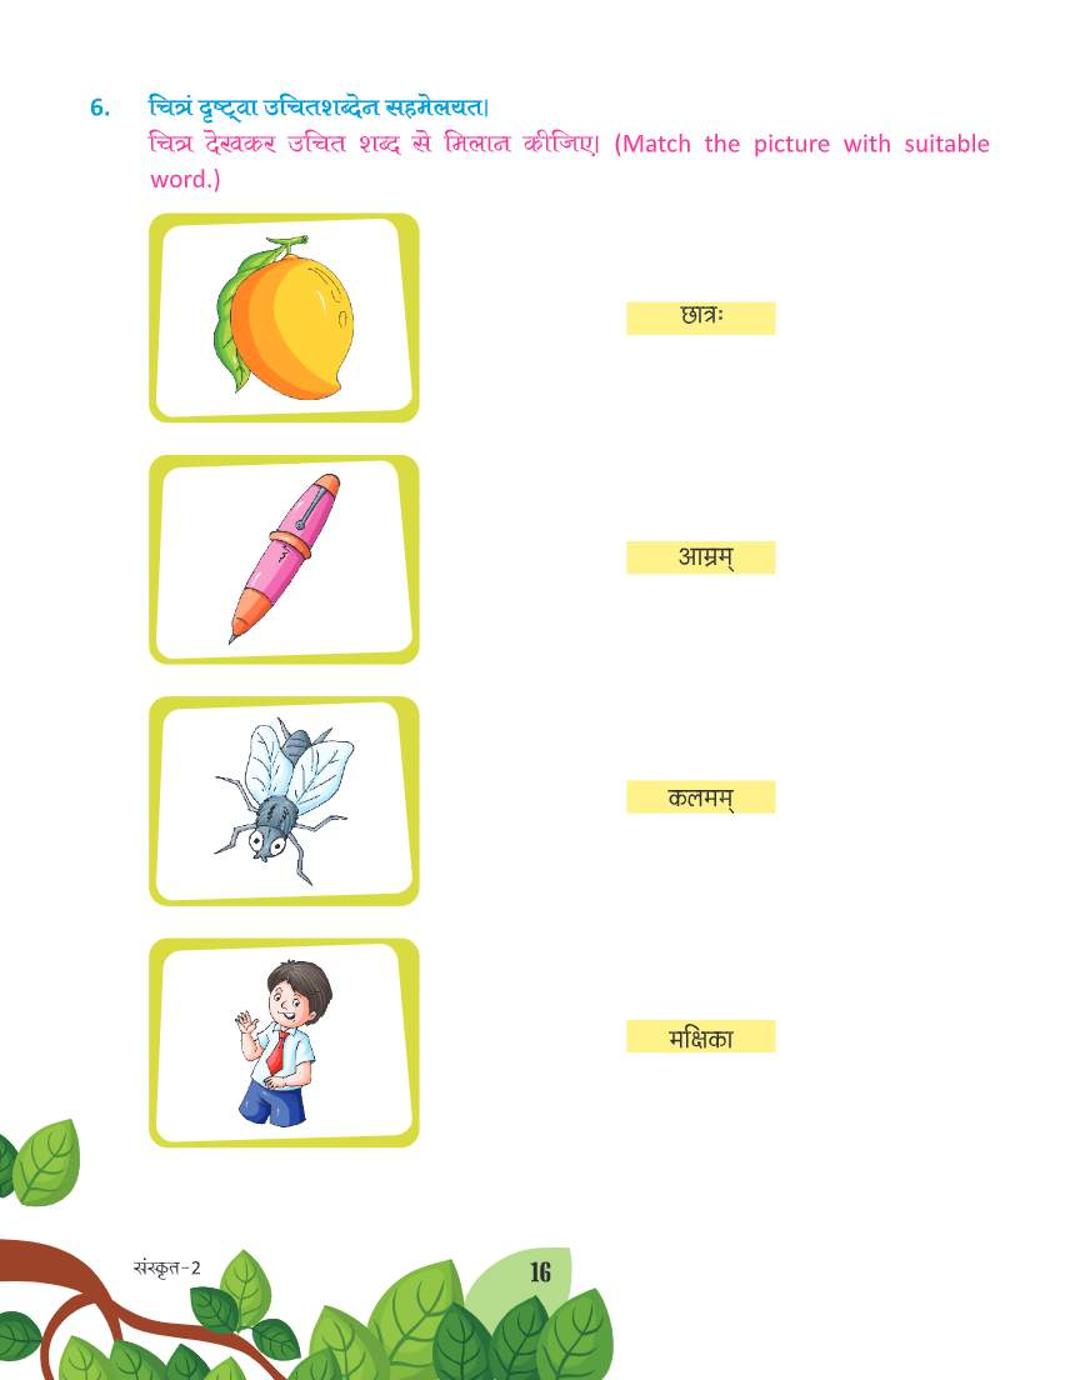 6. चित्रं दृष्ट्वा उचितशब्देन सहमेलयत।
चित्र देखकर उचित शब्द से मिलान कीजिए। (Match the picture with suitable
word.)
छात्रः
आम्रम्
कलमम्
मक्षिका
संस्कृत-2
16